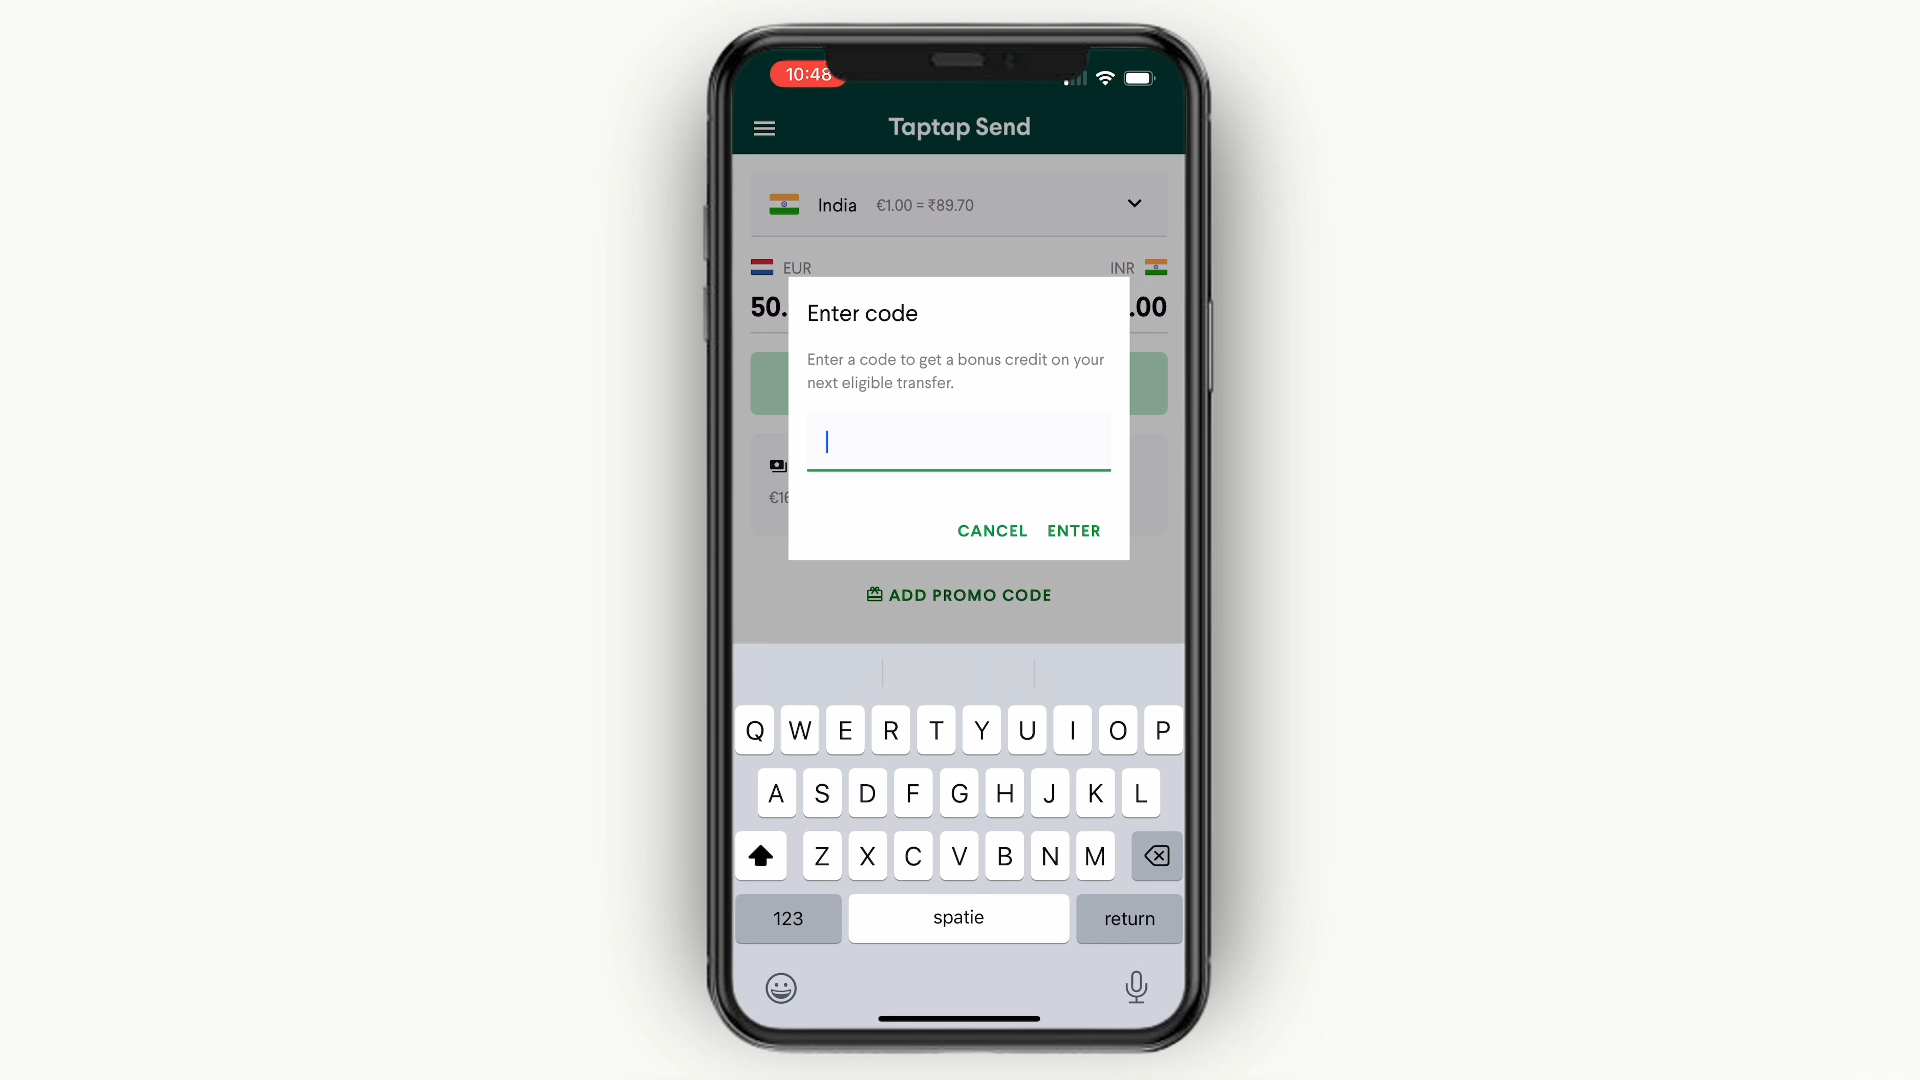 10:48
Taptap Send
India €1.00 = ₹89.70
EUR INR
50. .00
Enter code
Enter a code to get a bonus credit on your
next eligible transfer.
€16
CANCEL ENTER
ADD PROMO CODE
Q W E R T Y U I O P
A S D F G H J K L
Z X C V B N M
123 spatie return